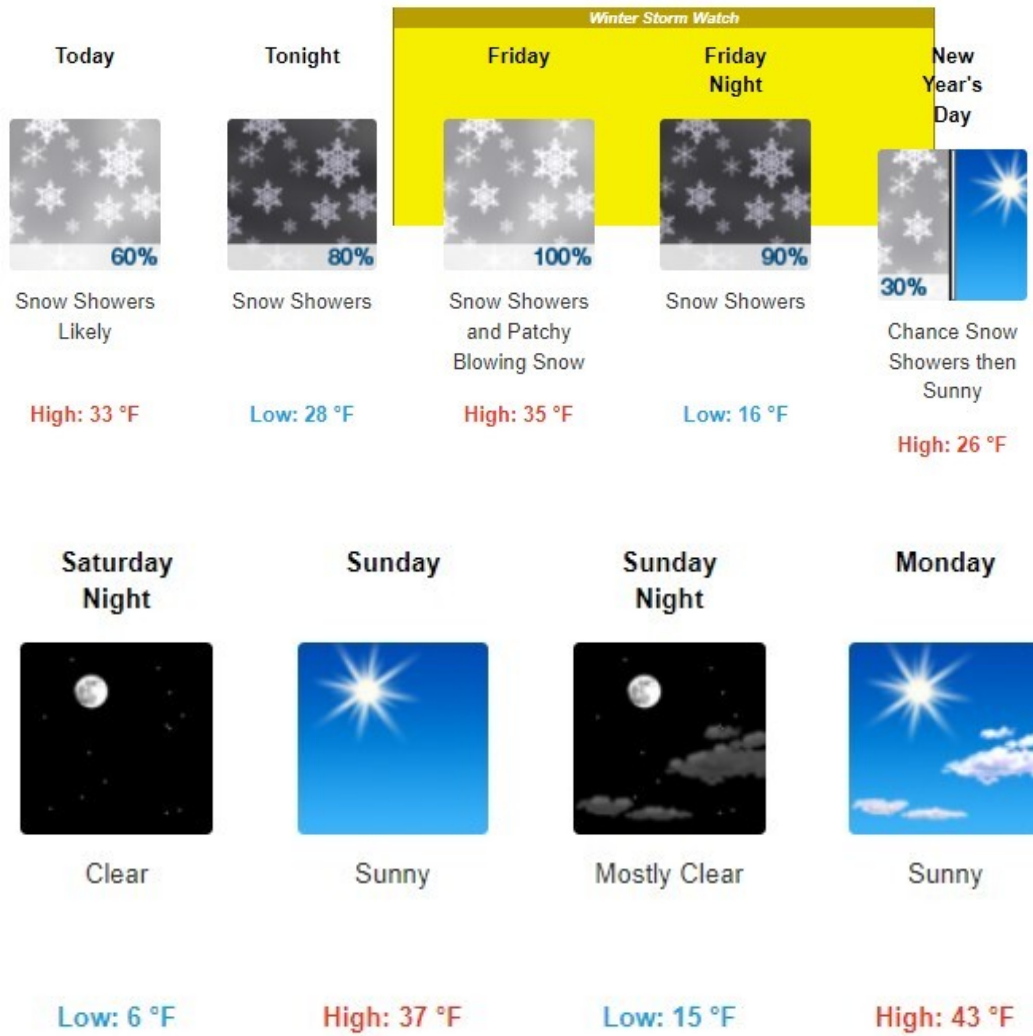 Winter Storm Watch
Today
Tonight
Friday
Friday
Night
New
Year's
Day
60%
80%
100%
90%
30%
Snow Showers
Likely
Snow Showers
Snow Showers
and Patchy
Blowing Snow
Snow Showers
Chance Snow
Showers then
Sunny
High: 33 °F
Low: 28 °F
High: 35 °F
Low: 16 °F
High: 26 °F
Saturday
Night
Sunday
Sunday
Night
Monday
Clear
Sunny
Mostly Clear
Sunny
Low: 6 °F
High: 37 °F
Low: 15 °F
High: 43 °F